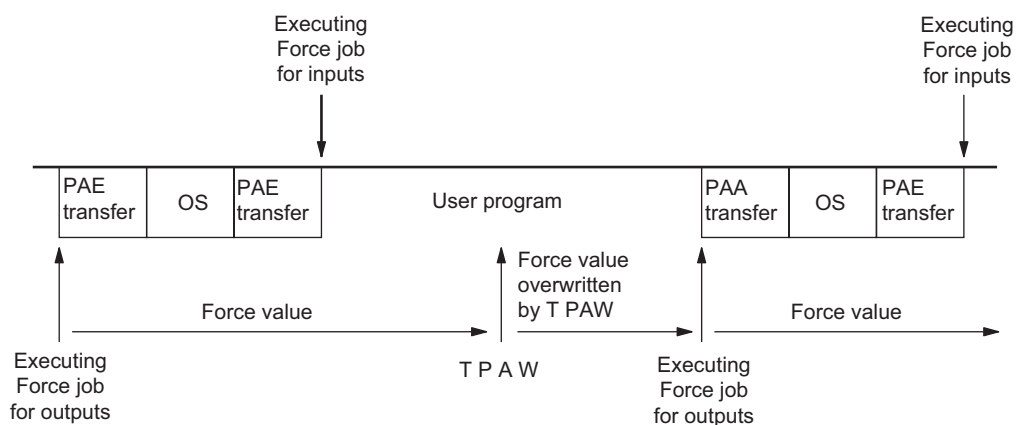 Executing
Force job
for inputs
Executing
Force job
for inputs
PAE
transfer
OS
PAE
transfer
User program
PAA
transfer
OS
PAE
transfer
Force value
Force value
overwritten
by T PAW
Force value
Executing
Force job
for outputs
T P A W
Executing
Force job
for outputs